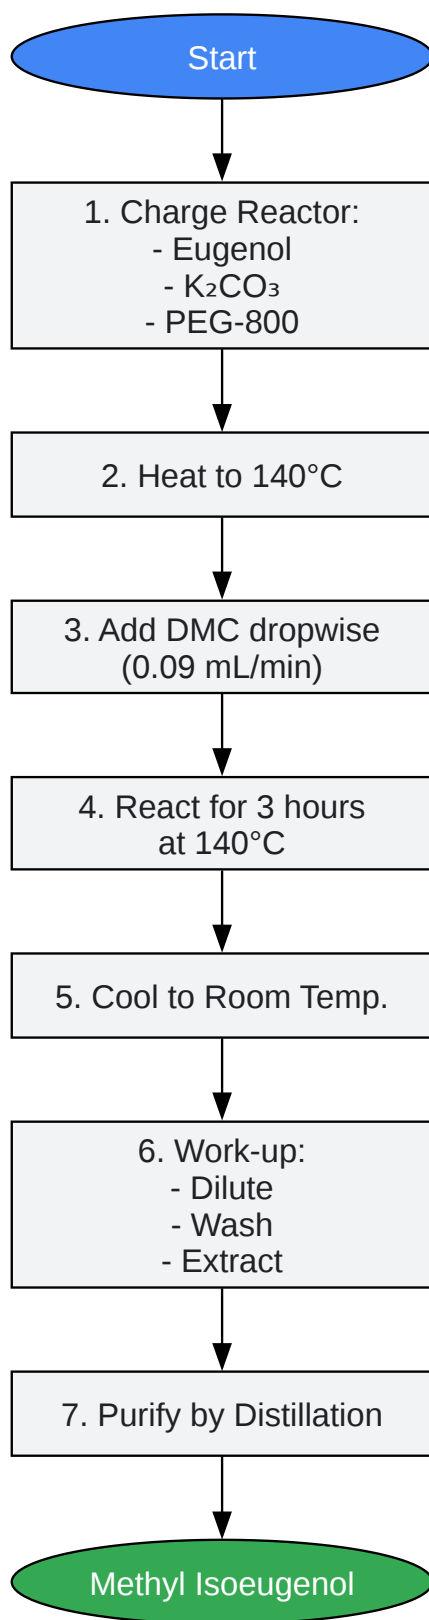 Start
1. Charge Reactor:
- Eugenol
- K₂CO₃
- PEG-800
2. Heat to 140°C
3. Add DMC dropwise
(0.09 mL/min)
4. React for 3 hours
at 140°C
5. Cool to Room Temp.
6. Work-up:
- Dilute
- Wash
- Extract
7. Purify by Distillation
Methyl Isoeugenol